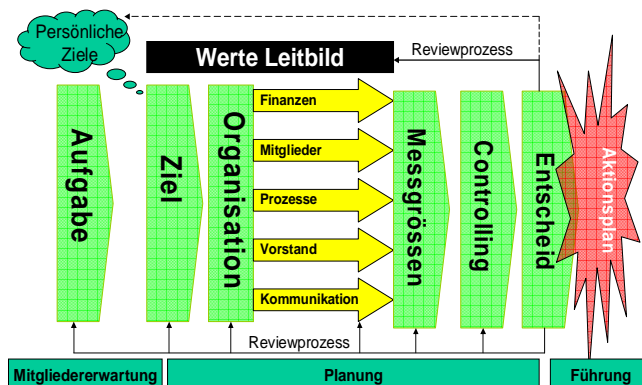 Persönliche
Ziele
Werte Leitbild
Reviewprozess
Aufgabe
Ziel
Organisation
Finanzen
Mitglieder
Prozesse
Vorstand
Kommunikation
Messgrössen
Controlling
Entscheid
Aktionsplan
Reviewprozess
Mitgliedererwartung
Planung
Führung